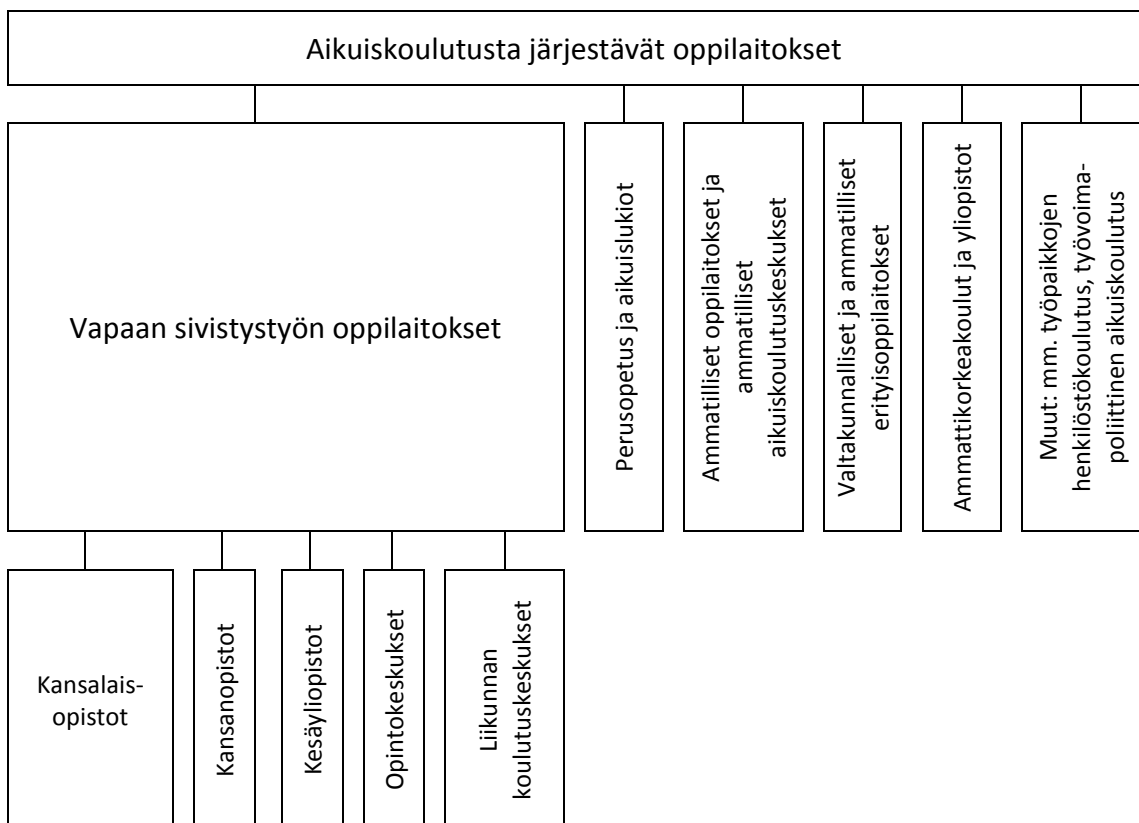 Aikuiskoulutusta järjestävät oppilaitokset
Vapaan sivistystyön oppilaitokset
Perusopetus ja aikuislukiot
Ammatilliset oppilaitokset ja
ammatilliset
aikuiskoulutuskeskukset
Valtakunnalliset ja ammatilliset
erityisoppilaitokset
Ammattikorkeakoulut ja yliopistot
Muut: mm. työpaikkojen
henkilöstökoulutus, työvoima-
poliittinen aikuiskoulutus
Kansalais-
opistot
Kansanopistot
Kesäyliopistot
Opintokeskukset
Liikunnan
koulutuskeskukset